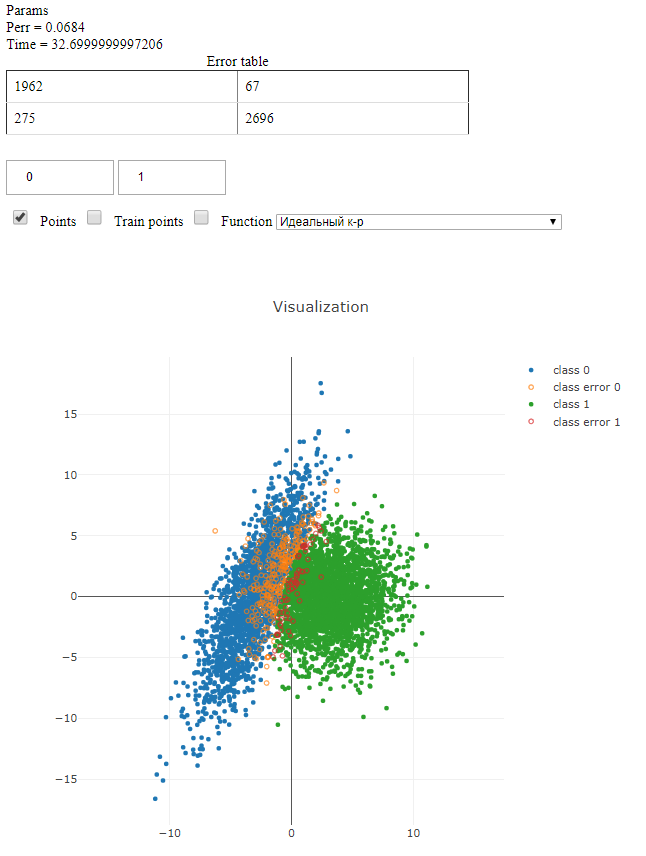 Params
Perr = 0.0684
Time = 32.6999999997206
Error table
1962 67
275 2696
0 1
Points Train points Function Идеальный к-р
Visualization
class 0
class error 0
class 1
class error 1
15
10
5
0
−5
−10
−15
−10 0 10